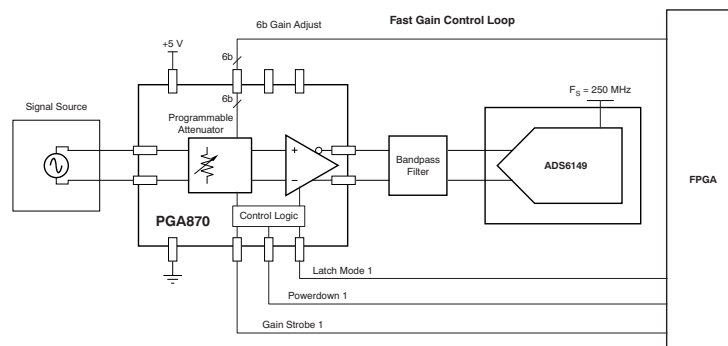 6b Gain Adjust
Fast Gain Control Loop
+5 V
6b
6b
Signal Source
Programmable
Attenuator
F_S = 250 MHz
Bandpass
Filter
ADS6149
FPGA
+
−
PGA870
Control Logic
Latch Mode 1
Powerdown 1
Gain Strobe 1